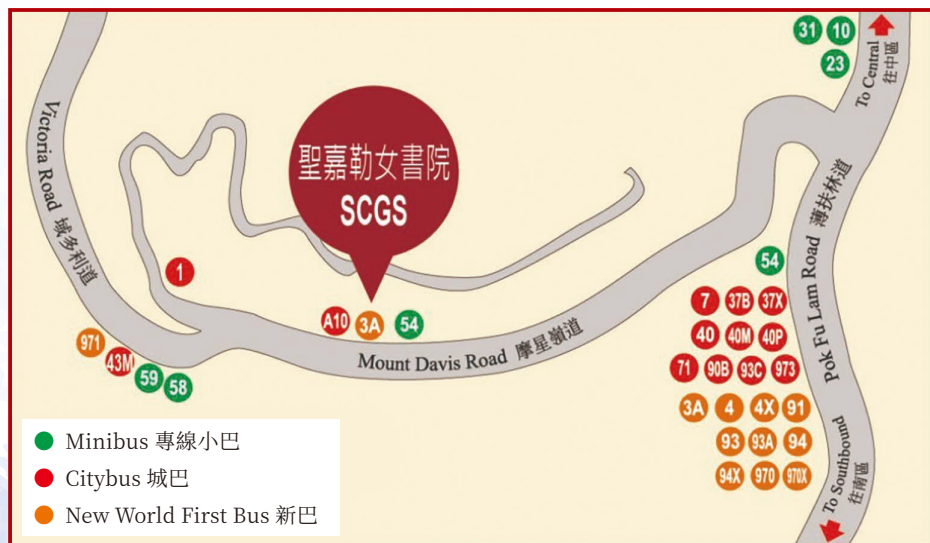 31 10
23
To Central
往中區
Victoria Road 域多利道
聖嘉勒女書院
SCGS
Pok Fu Lam Road 薄扶林道
1
54
A10 3A 54
Mount Davis Road 摩星嶺道
7 37B 37X
40 40M 40P
71 90B 93C 973
3A 4 4X 91
93 93A 94
94X 970 970X
971
43M
59 58
To Southbound
往南區
Minibus 專線小巴
Citybus 城巴
New World First Bus 新巴